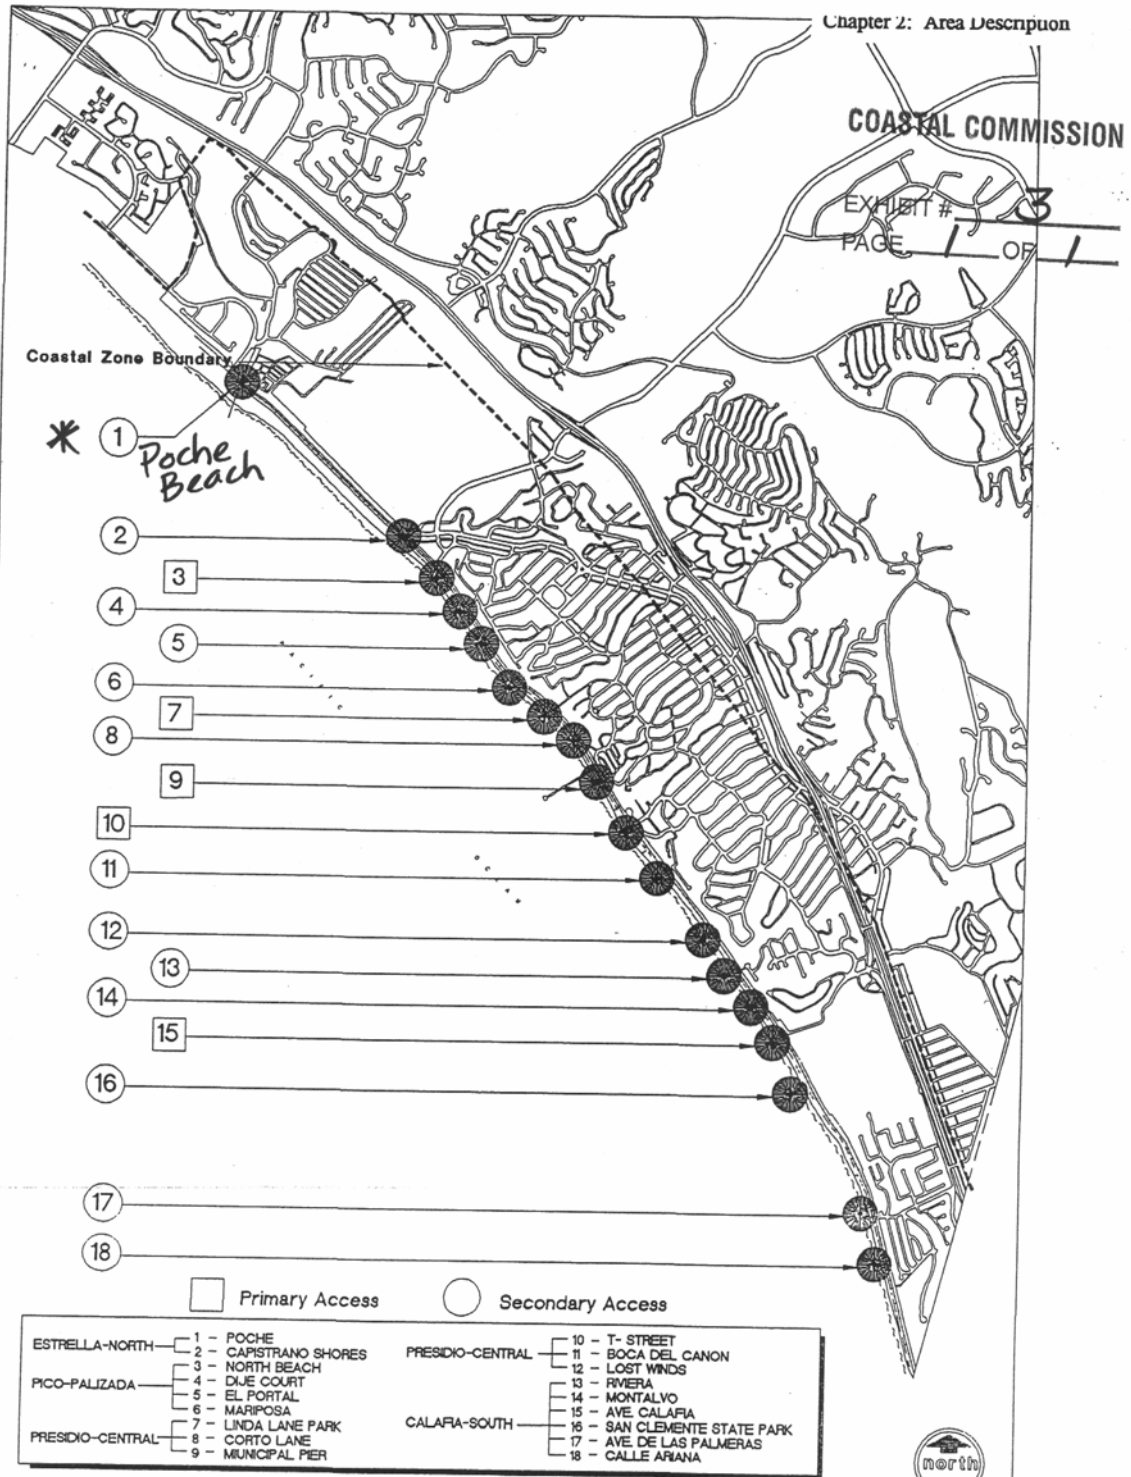 Chapter 2: Area Description
COASTAL COMMISSION
EXHIBIT # 3
PAGE 1 OF 1
Coastal Zone Boundary
* 1 Poche
Beach
2
3
4
5
6
7
8
9
10
11
12
13
14
15
16
17
18
PACIFIC
OCEAN
Primary Access Secondary Access
ESTRELLA-NORTH
1 - POCHE
2 - CAPISTRANO SHORES
PICO-PALIZADA
3 - NORTH BEACH
4 - DIJE COURT
5 - EL PORTAL
6 - MARIPOSA
PRESIDIO-CENTRAL
7 - LINDA LANE PARK
8 - CORTO LANE
9 - MUNICIPAL PIER
PRESIDIO-CENTRAL
10 - T- STREET
11 - BOCA DEL CANON
12 - LOST WINDS
CALAFIA-SOUTH
13 - RIVIERA
14 - MONTALVO
15 - AVE. CALAFIA
16 - SAN CLEMENTE STATE PARK
17 - AVE. DE LAS PALMERAS
18 - CALLE ARIANA
north